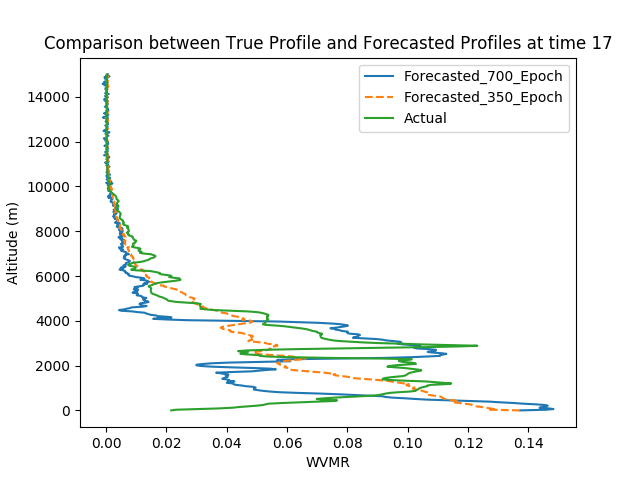 Comparison between True Profile and Forecasted Profiles at time 17
Forecasted_700_Epoch
Forecasted_350_Epoch
Actual
14000
12000
10000
8000
6000
4000
2000
0
Altitude (m)
0.00 0.02 0.04 0.06 0.08 0.10 0.12 0.14
WVMR